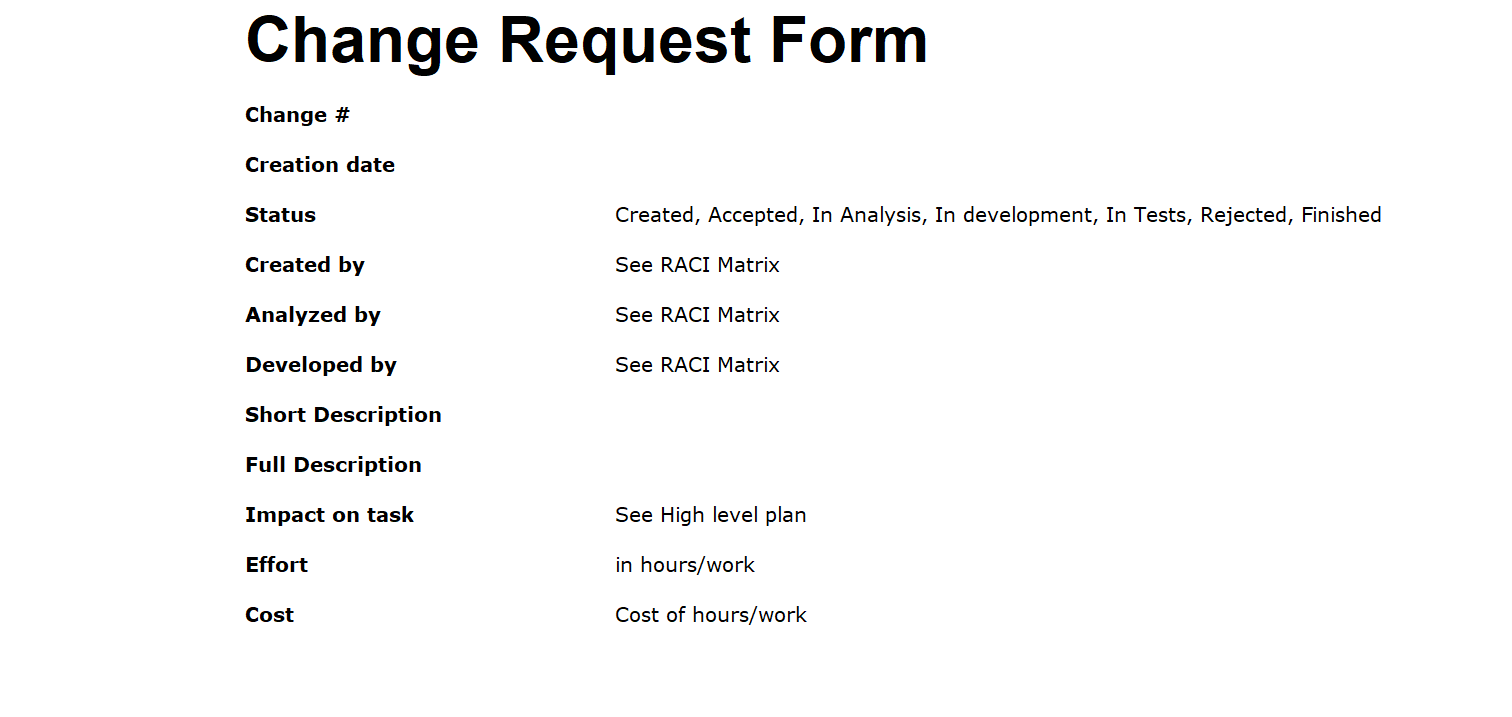 Change Request Form
Change #
Creation date
Status Created, Accepted, In Analysis, In development, In Tests, Rejected, Finished
Created by See RACI Matrix
Analyzed by See RACI Matrix
Developed by See RACI Matrix
Short Description
Full Description
Impact on task See High level plan
Effort in hours/work
Cost Cost of hours/work